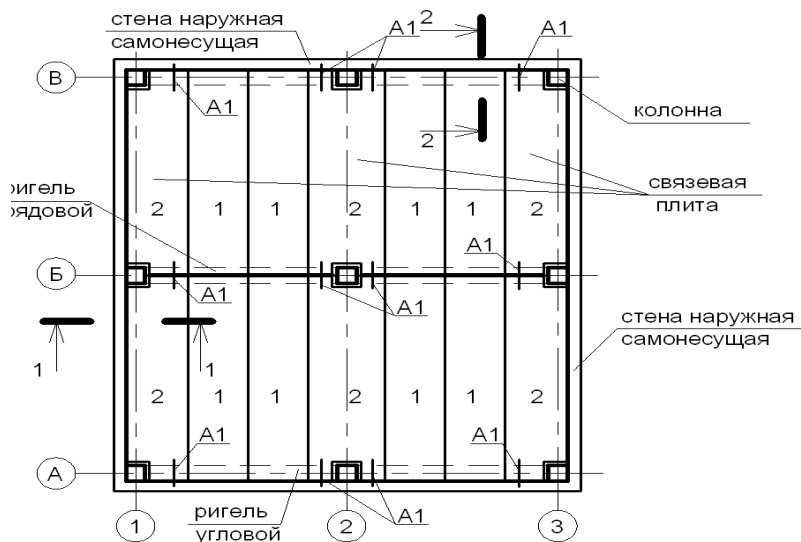 стена наружная
самонесущая
А1
2
А1
В
А1
А1
колонна
2
ригель
рядовой
связевая
плита
2
1
1
2
1
1
2
А1
Б
А1
А1
стена наружная
самонесущая
1
1
2
1
1
2
1
1
2
А1
А1
А
ригель
угловой
А1
1
2
3